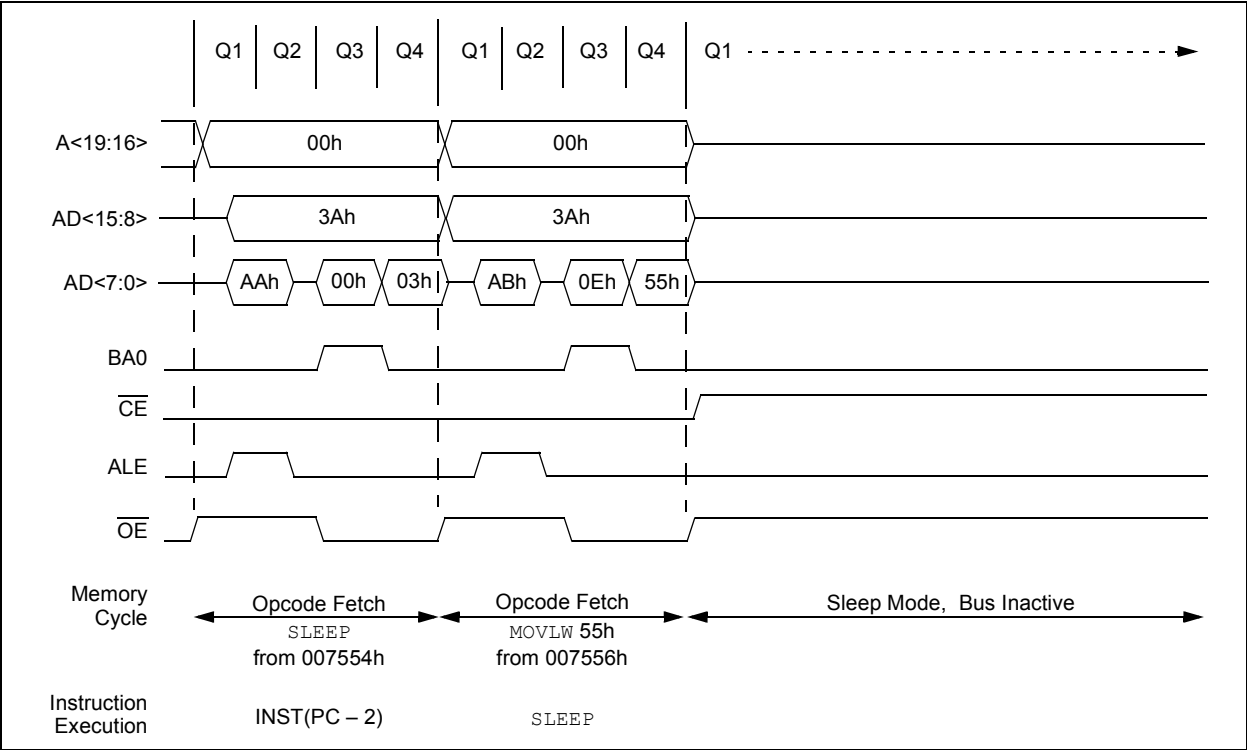 Q1 Q2 Q3 Q4 Q1 Q2 Q3 Q4 Q1
A<19:16> 00h 00h
AD<15:8> 3Ah 3Ah
AD<7:0> AAh 00h 03h ABh 0Eh 55h
BA0
CE
ALE
OE
Memory
Cycle
Opcode Fetch
SLEEP
from 007554h
Opcode Fetch
MOVLW 55h
from 007556h
Sleep Mode, Bus Inactive
Instruction
Execution
INST(PC – 2)
SLEEP